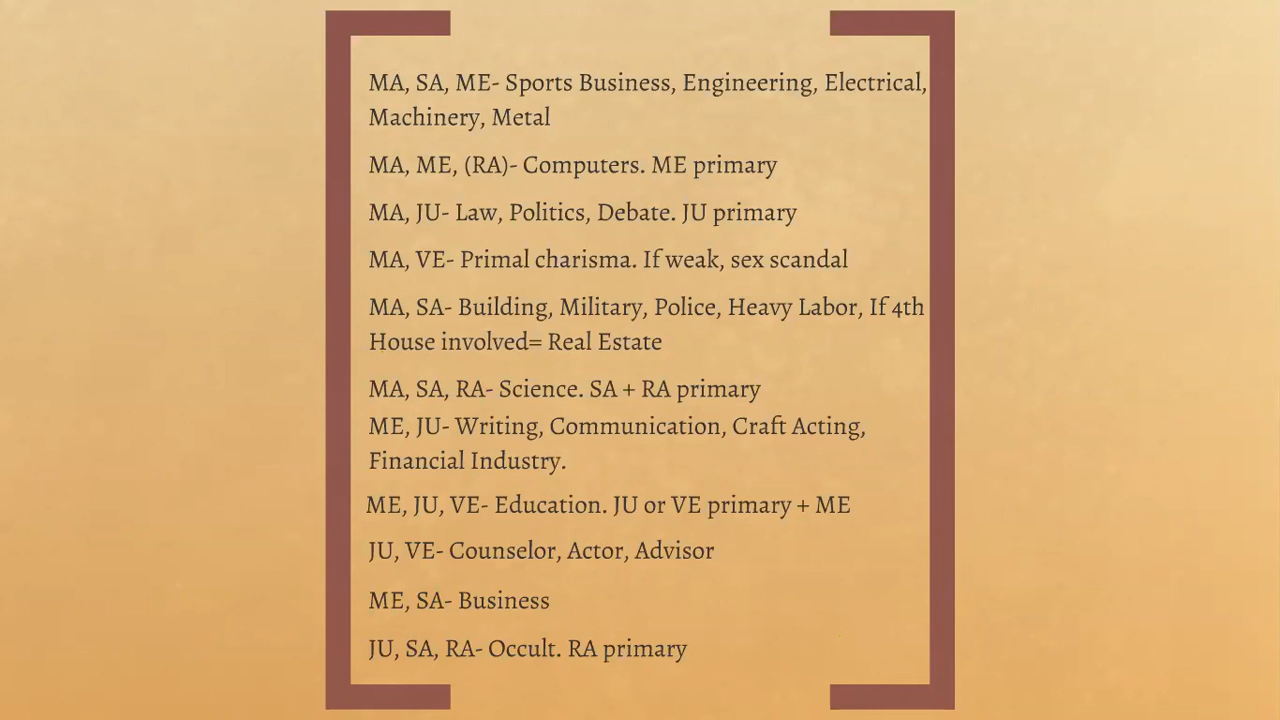 MA, SA, ME- Sports Business, Engineering, Electrical,
Machinery, Metal
MA, ME, (RA)- Computers. ME primary
MA, JU- Law, Politics, Debate. JU primary
MA, VE- Primal charisma. If weak, sex scandal
MA, SA- Building, Military, Police, Heavy Labor, If 4th
House involved= Real Estate
MA, SA, RA- Science. SA + RA primary
ME, JU- Writing, Communication, Craft Acting,
Financial Industry.
ME, JU, VE- Education. JU or VE primary + ME
JU, VE- Counselor, Actor, Advisor
ME, SA- Business
JU, SA, RA- Occult. RA primary